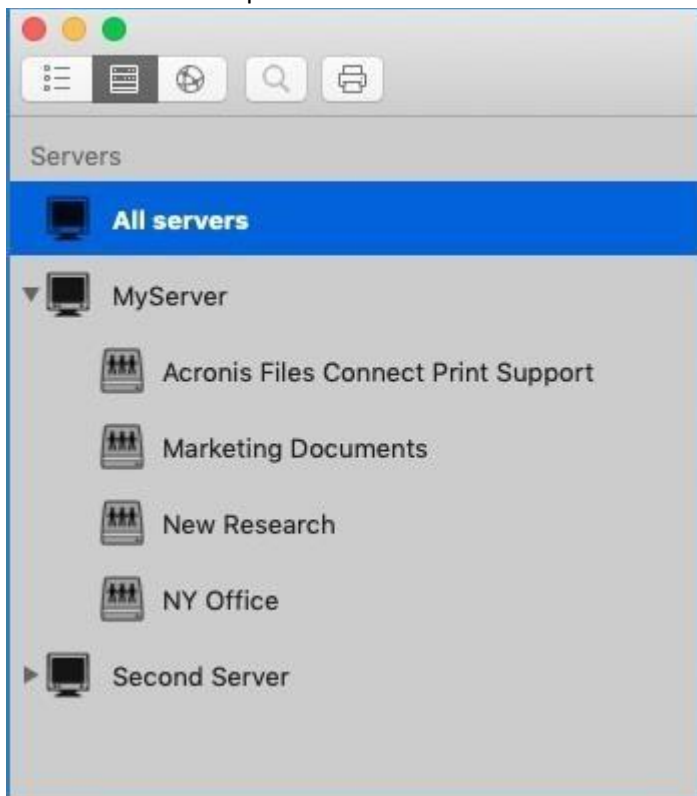 Servers
All servers
MyServer
Acronis Files Connect Print Support
Marketing Documents
New Research
NY Office
Second Server